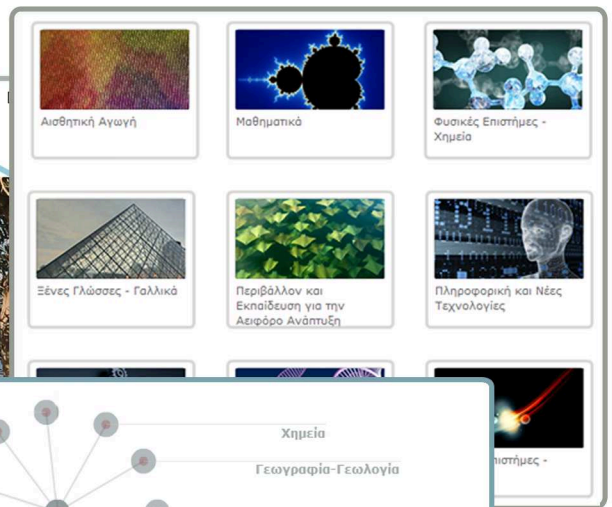 Αισθητική Αγωγή
Μαθηματικά
Φυσικές Επιστήμες -
Χημεία
Ξένες Γλώσσες - Γαλλικά
Περιβάλλον και
Εκπαίδευση για την
Αειφόρο Ανάπτυξη
Πληροφορική και Νέες
Τεχνολογίες
Χημεία
Γεωγραφία-Γεωλογία